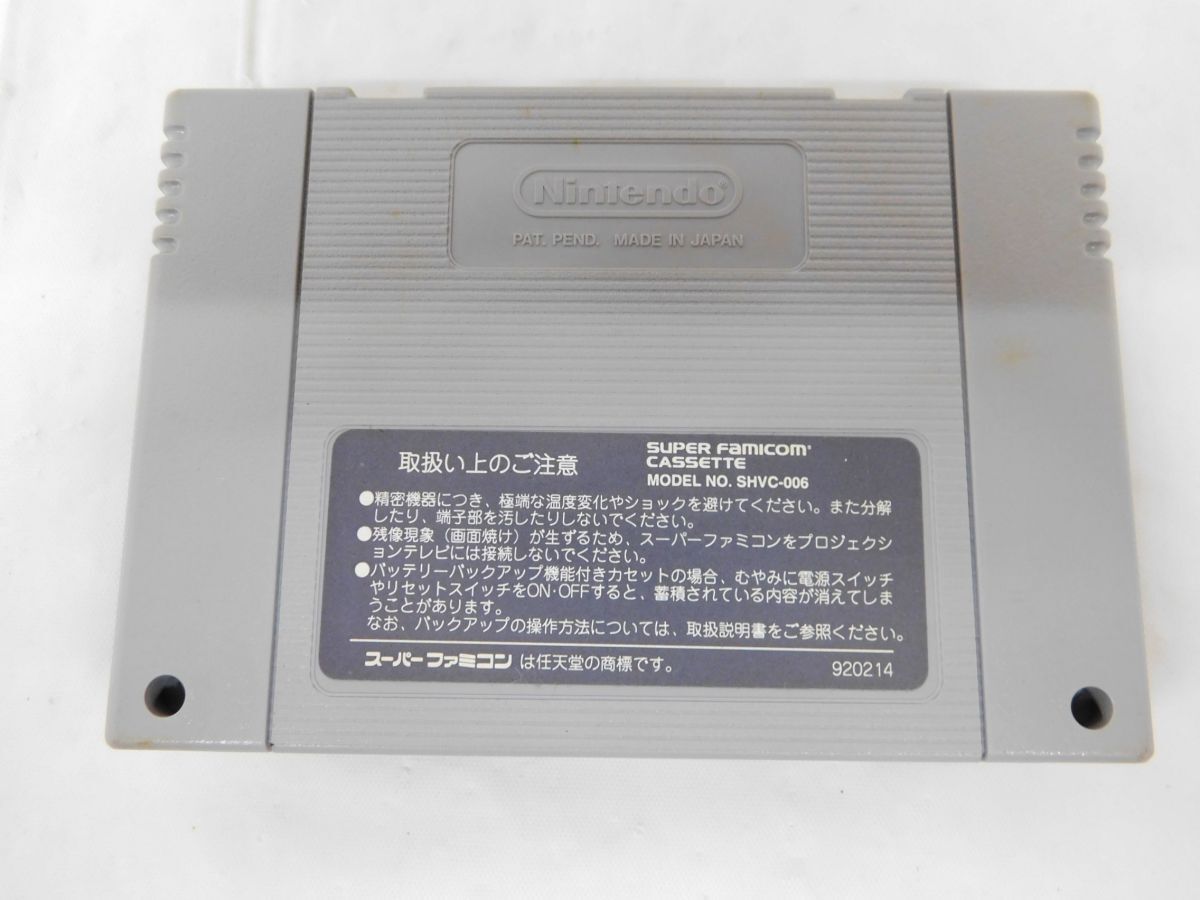 Nintendo®
PAT. PEND. MADE IN JAPAN
取扱い上のご注意
SUPER FAMICOM®
CASSETTE
MODEL NO. SHVC-006
●精密機器につき、極端な温度変化やショックを避けてください。また分解
したり、端子部を汚したりしないでください。
●残像現象(画面焼け)が生ずるため、スーパーファミコンをプロジェクシ
ョンテレビには接続しないでください。
●バッテリーバックアップ機能付きカセットの場合、むやみに電源スイッチ
やリセットスイッチをON・OFFすると、蓄積されている内容が消えてしま
うことがあります。
なお、バックアップの操作方法については、取扱説明書をご参照ください。
スーパーファミコンは任天堂の商標です。
920214